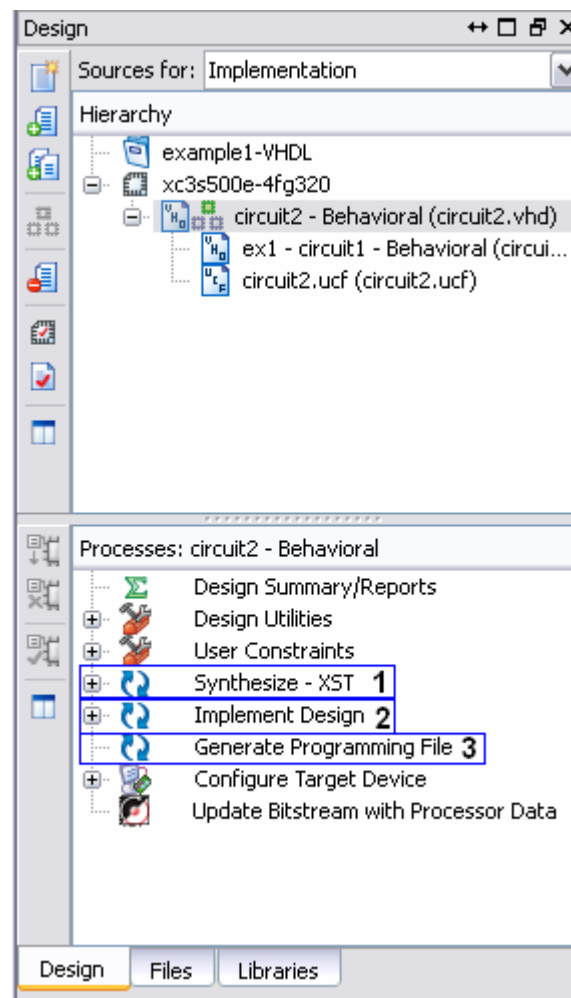 Design
Sources for: Implementation
Hierarchy
example1-VHDL
xc3s500e-4fg320
circuit2 - Behavioral (circuit2.vhd)
ex1 - circuit1 - Behavioral (circui...
circuit2.ucf (circuit2.ucf)
Processes: circuit2 - Behavioral
Design Summary/Reports
Design Utilities
User Constraints
Synthesize - XST 1
Implement Design 2
Generate Programming File 3
Configure Target Device
Update Bitstream with Processor Data
Design Files Libraries